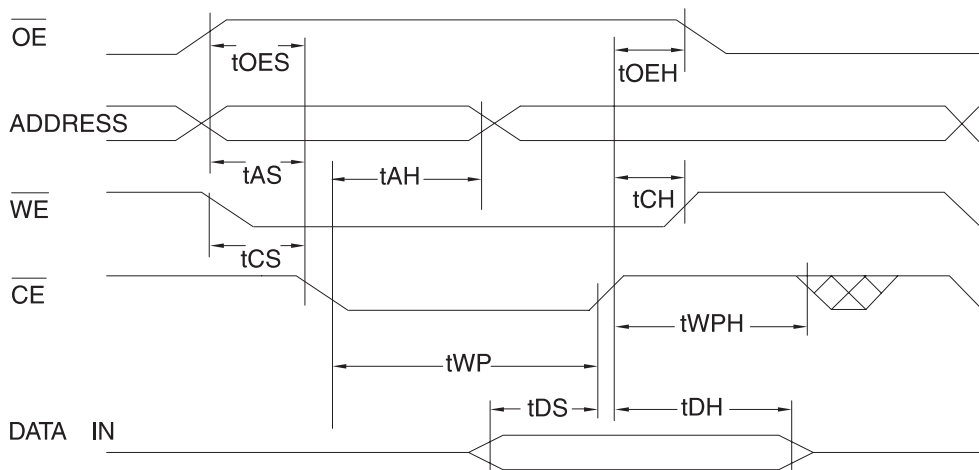 OE
tOES
tOEH
ADDRESS
tAS
tAH
WE
tCH
tCS
CE
tWPH
tWP
tDS
tDH
DATA IN